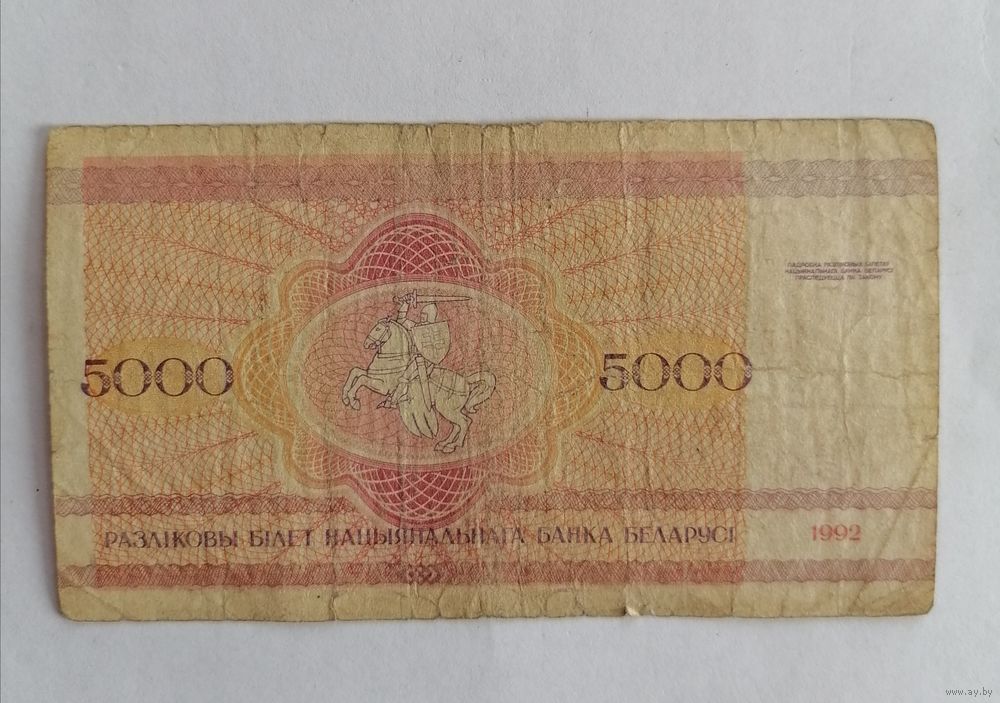 ПАДРОБКА РАЗЛІКОВЫХ БІЛЕТАЎ
НАЦЫЯНАЛЬНАГА БАНКА БЕЛАРУСІ
ПРАСЛЕДУЕЦЦА ПА ЗАКОНУ
5000
5000
РАЗЛІКОВЫ БІЛЕТ НАЦЫЯНАЛЬНАГА БАНКА БЕЛАРУСІ
1992
www.ay.by